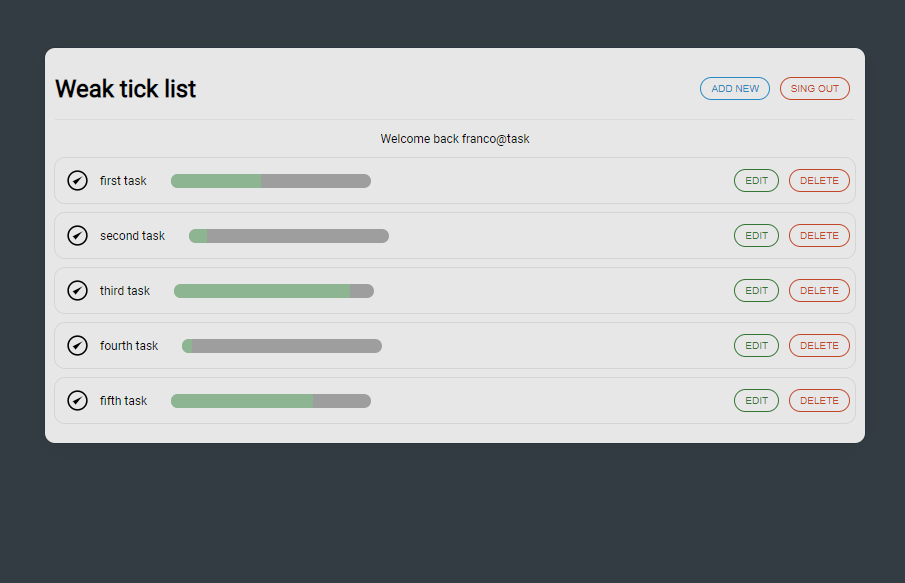 Weak tick list
ADD NEW SING OUT
Welcome back franco@task
first task EDIT DELETE
second task EDIT DELETE
third task EDIT DELETE
fourth task EDIT DELETE
fifth task EDIT DELETE